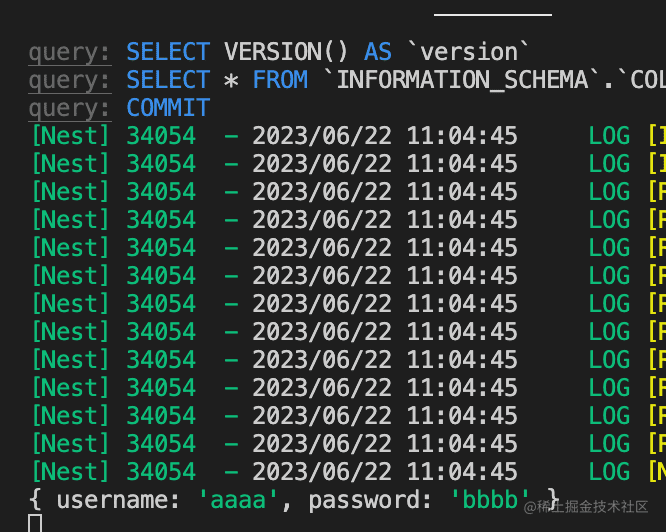 query: SELECT VERSION() AS `version`
query: SELECT * FROM `INFORMATION_SCHEMA`.`COL
query: COMMIT
[Nest] 34054  - 2023/06/22 11:04:45     LOG [I
[Nest] 34054  - 2023/06/22 11:04:45     LOG [I
[Nest] 34054  - 2023/06/22 11:04:45     LOG [R
[Nest] 34054  - 2023/06/22 11:04:45     LOG [R
[Nest] 34054  - 2023/06/22 11:04:45     LOG [R
[Nest] 34054  - 2023/06/22 11:04:45     LOG [R
[Nest] 34054  - 2023/06/22 11:04:45     LOG [R
[Nest] 34054  - 2023/06/22 11:04:45     LOG [R
[Nest] 34054  - 2023/06/22 11:04:45     LOG [R
[Nest] 34054  - 2023/06/22 11:04:45     LOG [R
[Nest] 34054  - 2023/06/22 11:04:45     LOG [R
[Nest] 34054  - 2023/06/22 11:04:45     LOG [R
[Nest] 34054  - 2023/06/22 11:04:45     LOG [N
{ username: 'aaaa', password: 'bbbb' }
@稀土掘金技术社区